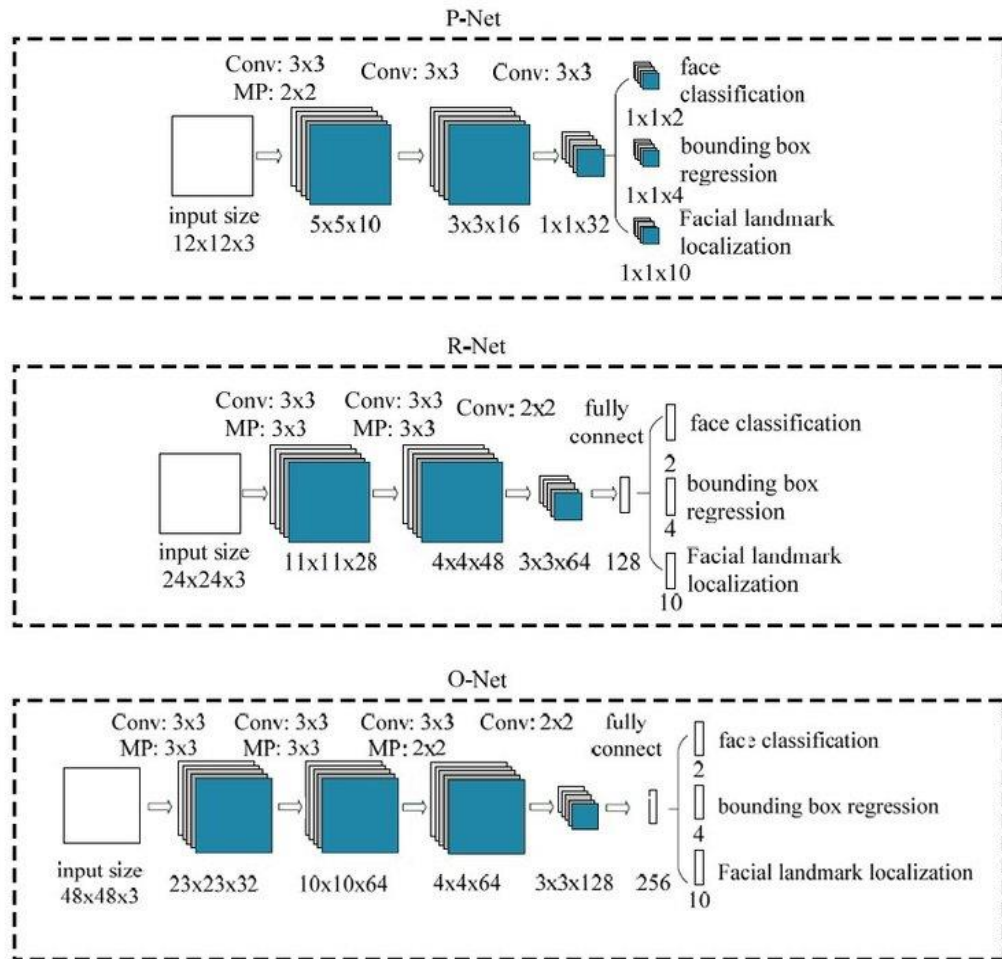 P-Net
Conv: 3x3
MP: 2x2
Conv: 3x3
Conv: 3x3
face
classification
1x1x2
bounding box
regression
1x1x4
Facial landmark
localization
1x1x10
input size
12x12x3
5x5x10
3x3x16
1x1x32
R-Net
Conv: 3x3
MP: 3x3
Conv: 3x3
MP: 3x3
Conv: 2x2
fully
connect
face classification
2
bounding box
regression
4
Facial landmark
localization
10
input size
24x24x3
11x11x28
4x4x48
3x3x64
128
O-Net
Conv: 3x3
MP: 3x3
Conv: 3x3
MP: 3x3
Conv: 3x3
MP: 2x2
Conv: 2x2
fully
connect
face classification
2
bounding box regression
4
Facial landmark localization
10
input size
48x48x3
23x23x32
10x10x64
4x4x64
3x3x128
256